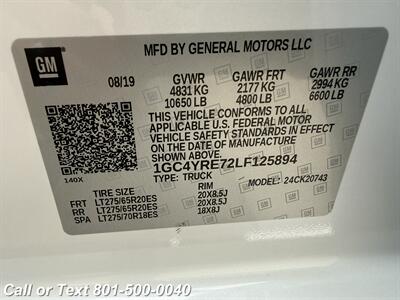 GM
MFD BY GENERAL MOTORS LLC
08/19 GVWR GAWR FRT GAWR RR
4831 KG 2177 KG 2994 KG
10650 LB 4800 LB 6600 LB
THIS VEHICLE CONFORMS TO ALL
APPLICABLE U.S. FEDERAL MOTOR
VEHICLE SAFETY STANDARDS IN EFFECT ON
THE DATE OF MANUFACTURE SHOWN ABOVE.
1GC4YRE72LF125894
TYPE: TRUCK MODEL: 24CK20743
140X
TIRE SIZE RIM
FRT LT275/65R20ES 20X8.5J
RR LT275/65R20ES 20X8.5J
SPA LT275/70R18ES 18X8J
Call or Text 801-500-0040